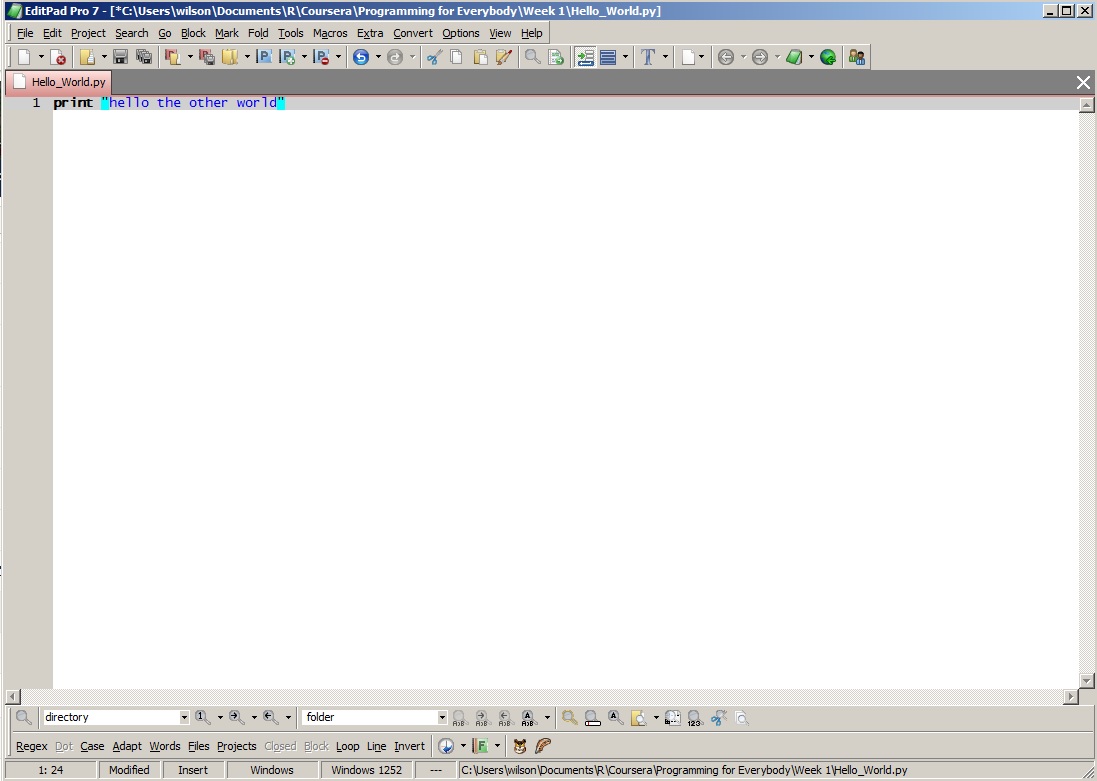 EditPad Pro 7 - [*C:\Users\wilson\Documents\R\Coursera\Programming for Everybody\Week 1\Hello_World.py]
File Edit Project Search Go Block Mark Fold Tools Macros Extra Convert Options View Help
Hello_World.py
1 print "hello the other world"
directory folder
Regex Dot Case Adapt Words Files Projects Closed Block Loop Line Invert
1: 24 Modified Insert Windows Windows 1252 --- C:\Users\wilson\Documents\R\Coursera\Programming for Everybody\Week 1\Hello_World.py